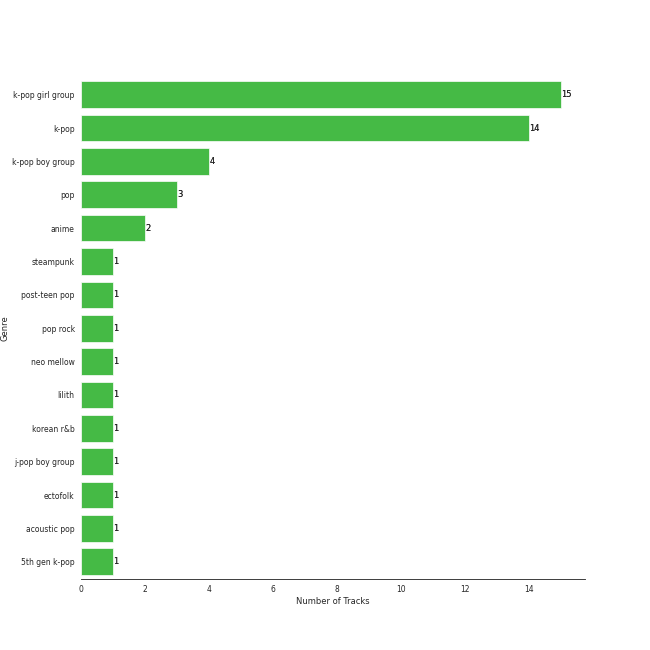 k-pop girl group 15
k-pop 14
k-pop boy group 4
pop 3
anime 2
steampunk 1
post-teen pop 1
pop rock 1
neo mellow 1
lilith 1
korean r&b 1
j-pop boy group 1
ectofolk 1
acoustic pop 1
5th gen k-pop 1
Genre
0 2 4 6 8 10 12 14
Number of Tracks